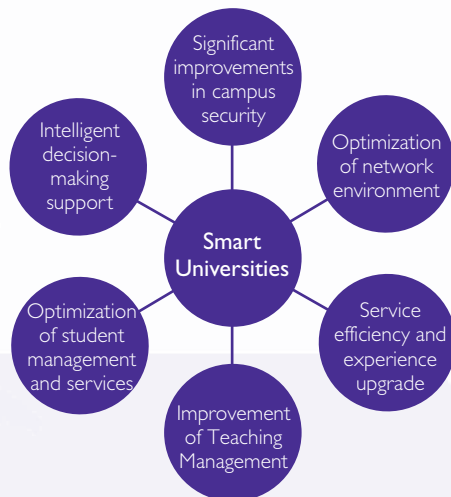 Significant
improvements
in campus
security
Intelligent
decision-
making
support
Optimization
of network
environment
Smart
Universities
Optimization
of student
management
and services
Service
efficiency and
experience
upgrade
Improvement
of Teaching
Management